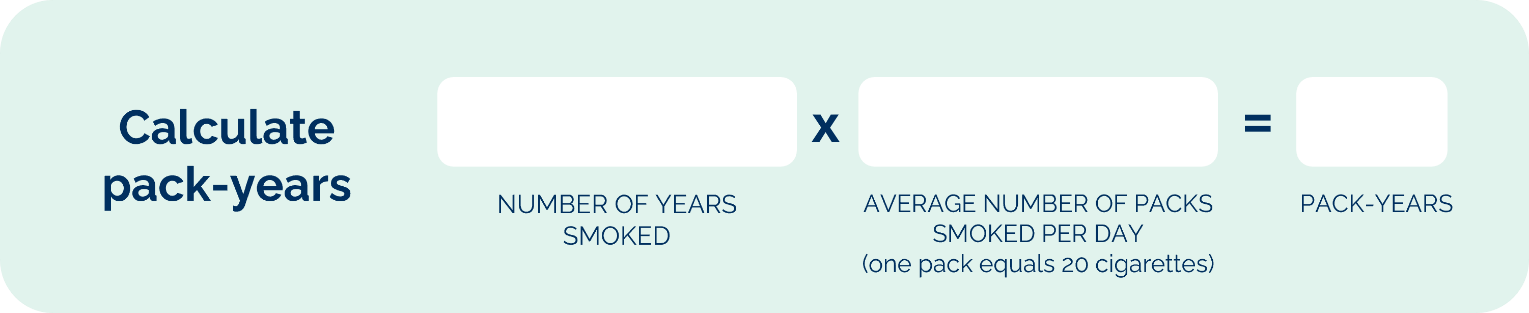 Calculate
pack-years
x
=
NUMBER OF YEARS
SMOKED
AVERAGE NUMBER OF PACKS
SMOKED PER DAY
(one pack equals 20 cigarettes)
PACK-YEARS